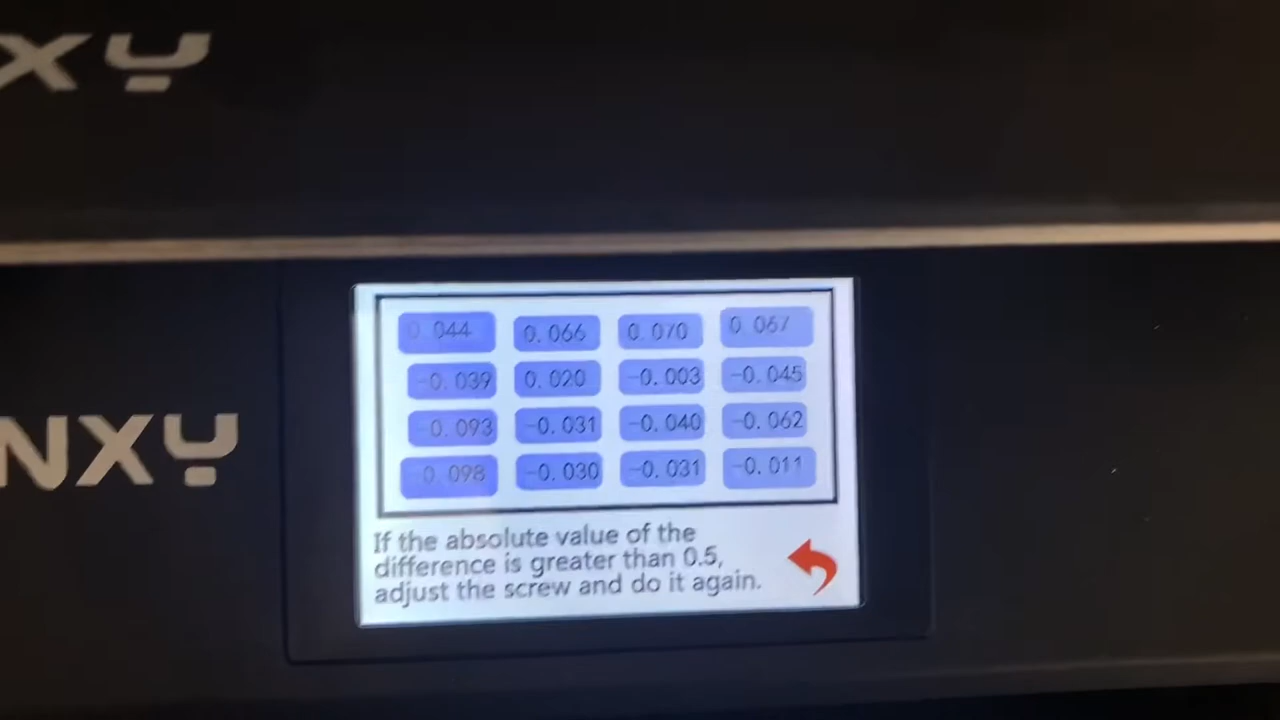 XY
0.044 0.066 0.070 0.067
-0.039 0.020 -0.003 -0.045
-0.093 -0.031 -0.040 -0.062
-0.098 -0.030 -0.031 -0.011
NXY
If the absolute value of the
difference is greater than 0.5,
adjust the screw and do it again.